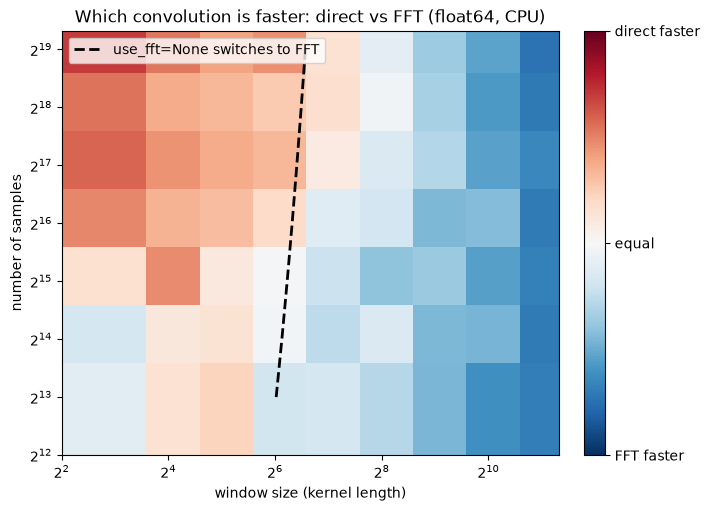 Which convolution is faster: direct vs FFT (float64, CPU)
use_fft=None switches to FFT
number of samples
2^19
2^18
2^17
2^16
2^15
2^14
2^13
2^12
2^2
2^4
2^6
2^8
2^10
window size (kernel length)
direct faster
equal
FFT faster